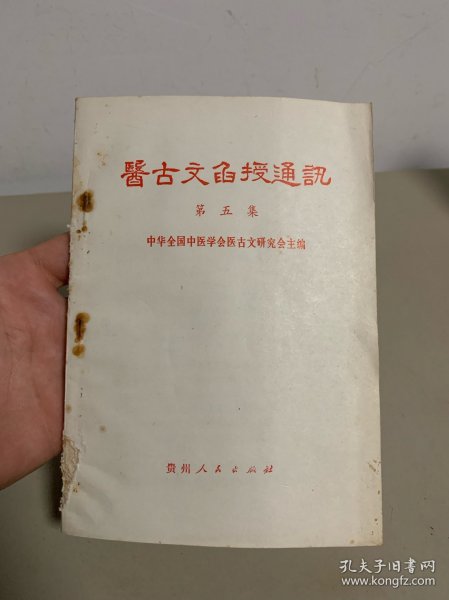 醫古文函授通訊
第五集
中华全国中医学会医古文研究会主编
贵州人民出版社
孔夫子旧书网
www.kongfz.com